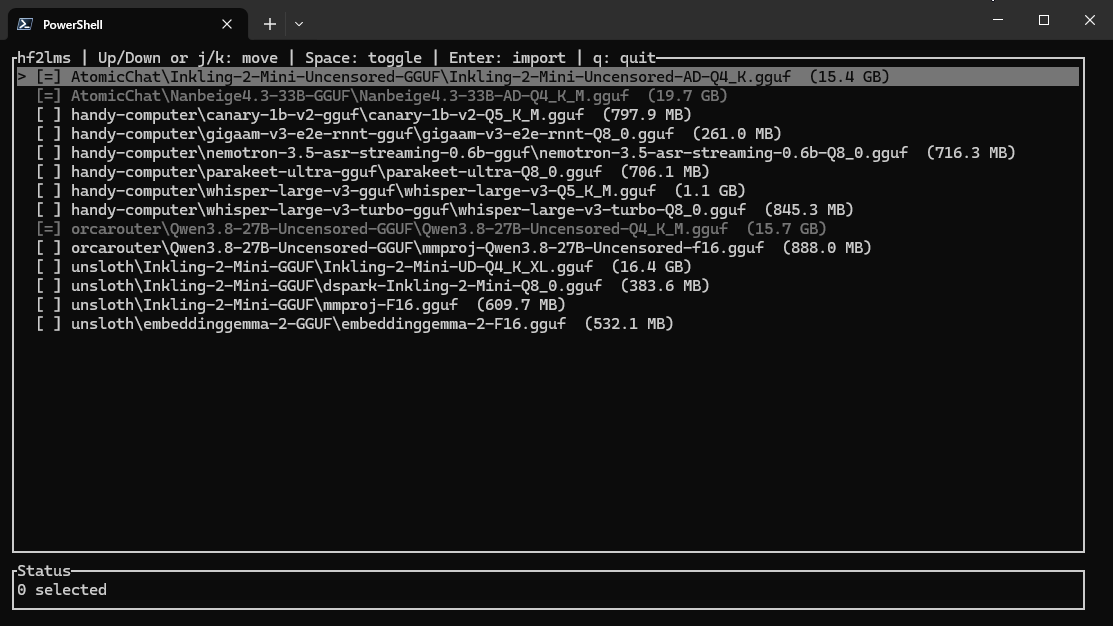 PowerShell
hf2lms | Up/Down or j/k: move | Space: toggle | Enter: import | q: quit
> [=] AtomicChat\Inkling-2-Mini-Uncensored-GGUF\Inkling-2-Mini-Uncensored-AD-Q4_K.gguf  (15.4 GB)
[=] AtomicChat\Nanbeige4.3-33B-GGUF\Nanbeige4.3-33B-AD-Q4_K_M.gguf  (19.7 GB)
[ ] handy-computer\canary-1b-v2-gguf\canary-1b-v2-Q5_K_M.gguf  (797.9 MB)
[ ] handy-computer\gigaam-v3-e2e-rnnt-gguf\gigaam-v3-e2e-rnnt-Q8_0.gguf  (261.0 MB)
[ ] handy-computer\nemotron-3.5-asr-streaming-0.6b-gguf\nemotron-3.5-asr-streaming-0.6b-Q8_0.gguf  (716.3 MB)
[ ] handy-computer\parakeet-ultra-gguf\parakeet-ultra-Q8_0.gguf  (706.1 MB)
[ ] handy-computer\whisper-large-v3-gguf\whisper-large-v3-Q5_K_M.gguf  (1.1 GB)
[ ] handy-computer\whisper-large-v3-turbo-gguf\whisper-large-v3-turbo-Q8_0.gguf  (845.3 MB)
[=] orcarouter\Qwen3.8-27B-Uncensored-GGUF\Qwen3.8-27B-Uncensored-Q4_K_M.gguf  (15.7 GB)
[ ] orcarouter\Qwen3.8-27B-Uncensored-GGUF\mmproj-Qwen3.8-27B-Uncensored-f16.gguf  (888.0 MB)
[ ] unsloth\Inkling-2-Mini-GGUF\Inkling-2-Mini-UD-Q4_K_XL.gguf  (16.4 GB)
[ ] unsloth\Inkling-2-Mini-GGUF\dspark-Inkling-2-Mini-Q8_0.gguf  (383.6 MB)
[ ] unsloth\Inkling-2-Mini-GGUF\mmproj-F16.gguf  (609.7 MB)
[ ] unsloth\embeddinggemma-2-GGUF\embeddinggemma-2-F16.gguf  (532.1 MB)
Status
0 selected